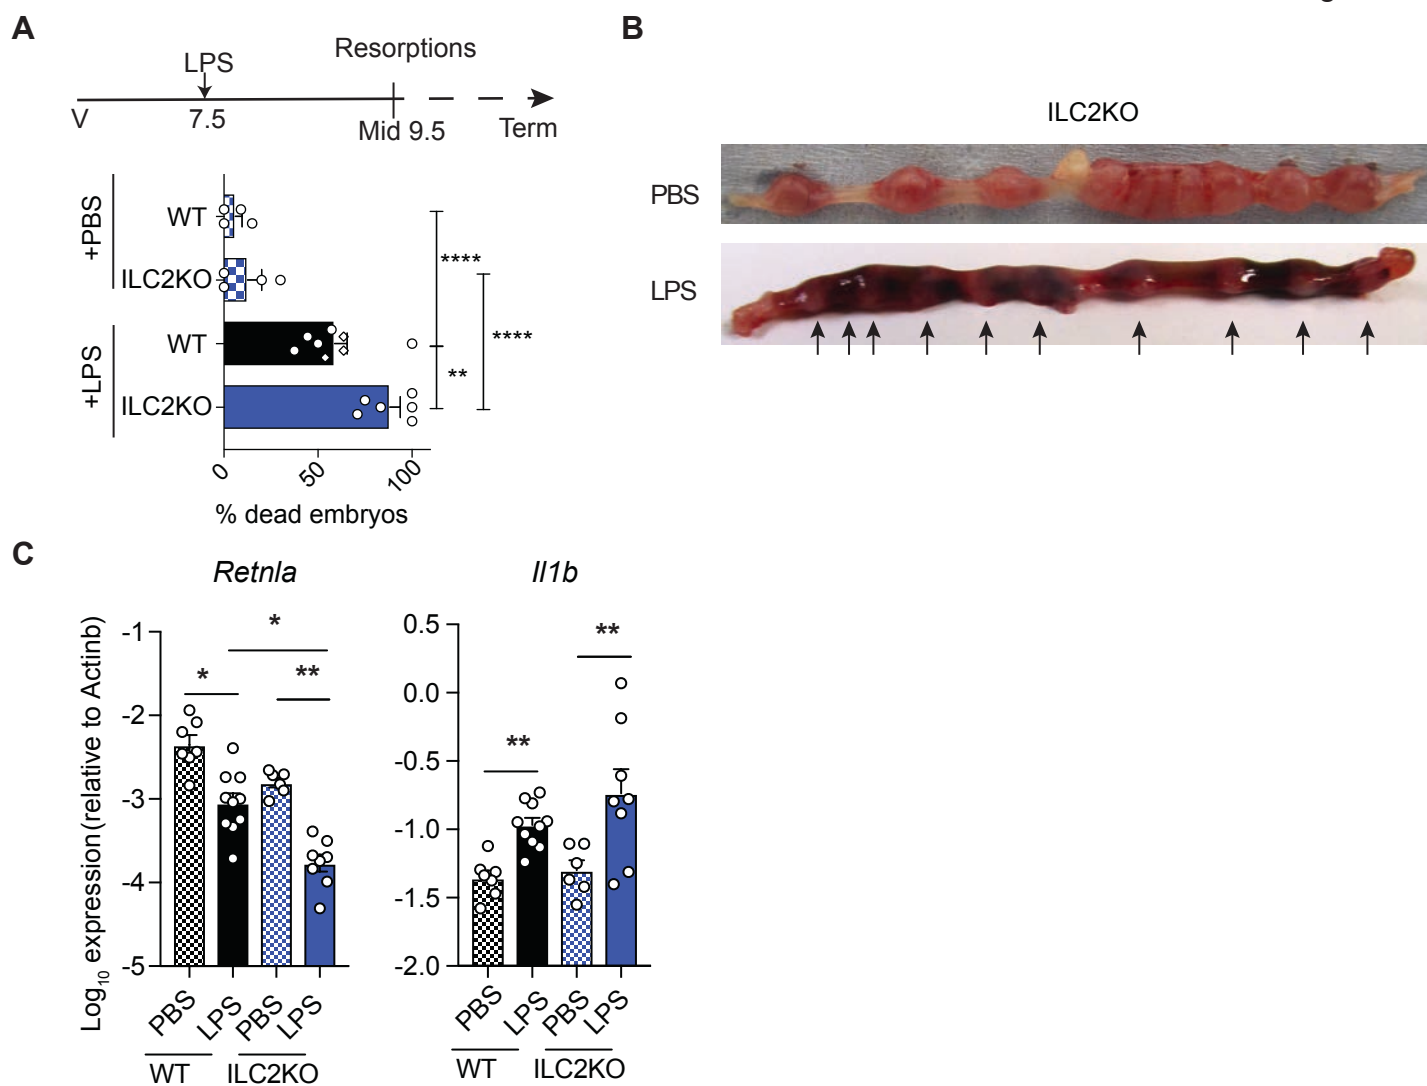 g
A
B
LPS
Resorptions
V
7.5
Mid 9.5
Term
+PBS
WT
ILC2KO
+LPS
WT
ILC2KO
****
**
****
0
50
100
% dead embryos
ILC2KO
PBS
LPS
C
Retnla
Log10 expression (relative to Actinb)
-1
-2
-3
-4
-5
*
*
**
PBS
LPS
PBS
LPS
WT
ILC2KO
Il1b
0.5
0.0
-0.5
-1.0
-1.5
-2.0
**
**
PBS
LPS
PBS
LPS
WT
ILC2KO